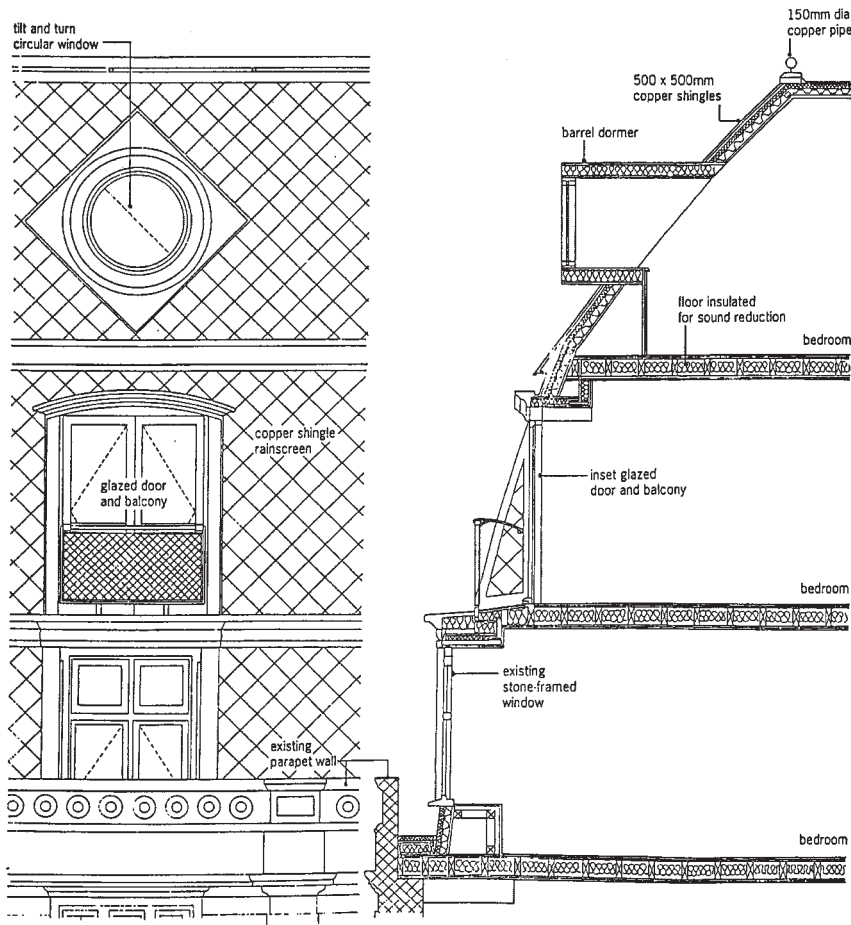 tilt and turn
circular window
150mm dia
copper pipe
500 x 500mm
copper shingles
barrel dormer
floor insulated
for sound reduction
bedroom
copper shingle
rainscreen
glazed door
and balcony
inset glazed
door and balcony
bedroom
existing
stone-framed
window
existing
parapet wall
bedroom